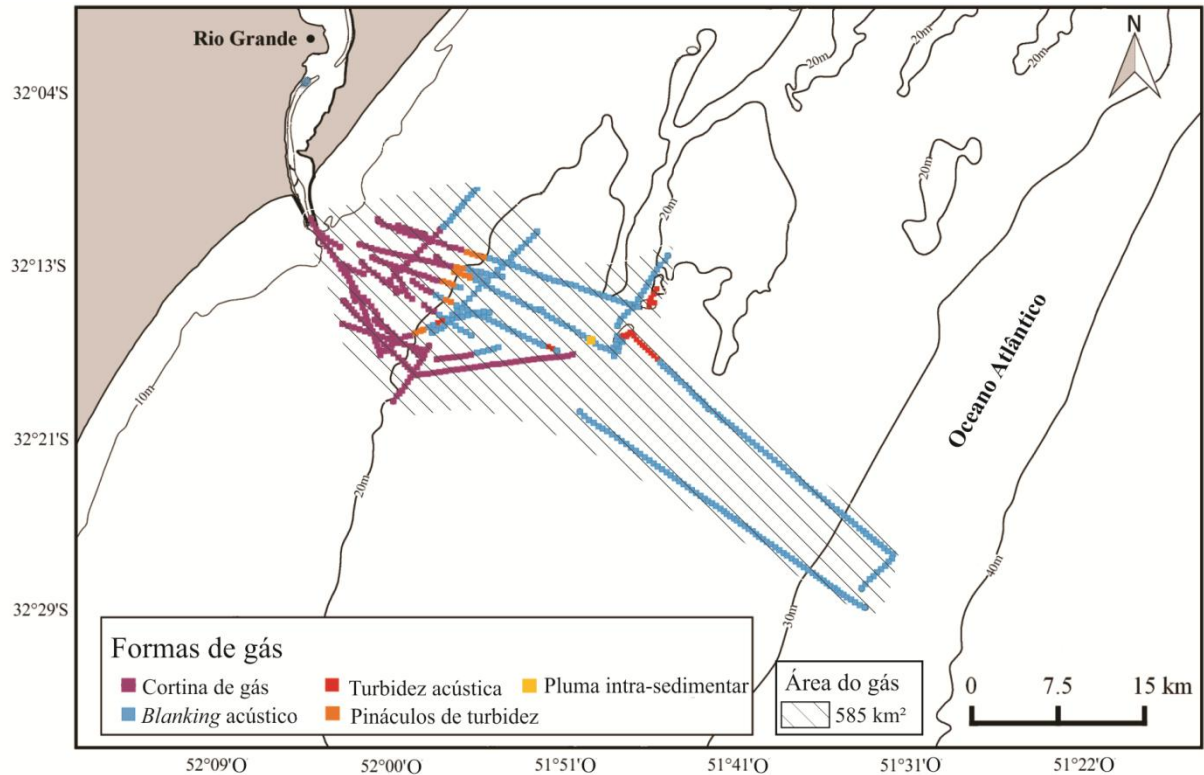 Rio Grande
N
32°04'S
32°13'S
32°21'S
32°29'S
20m
20m
20m
20m
20m
20m
10m
20m
30m
40m
Oceano Atlântico
Formas de gás
Cortina de gás
Turbidez acústica
Pluma intra-sedimentar
Blanking acústico
Pináculos de turbidez
Área do gás
585 km²
0 7.5 15 km
52°09'O
52°00'O
51°51'O
51°41'O
51°31'O
51°22'O